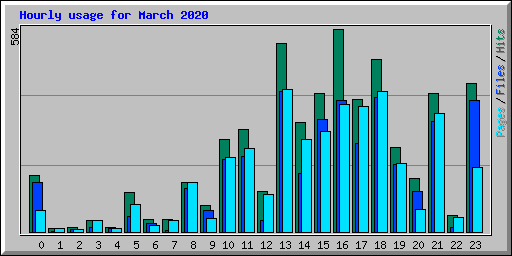 Hourly usage for March 2020
584
Pages/Files/Hits
0 1 2 3 4 5 6 7 8 9 10 11 12 13 14 15 16 17 18 19 20 21 22 23